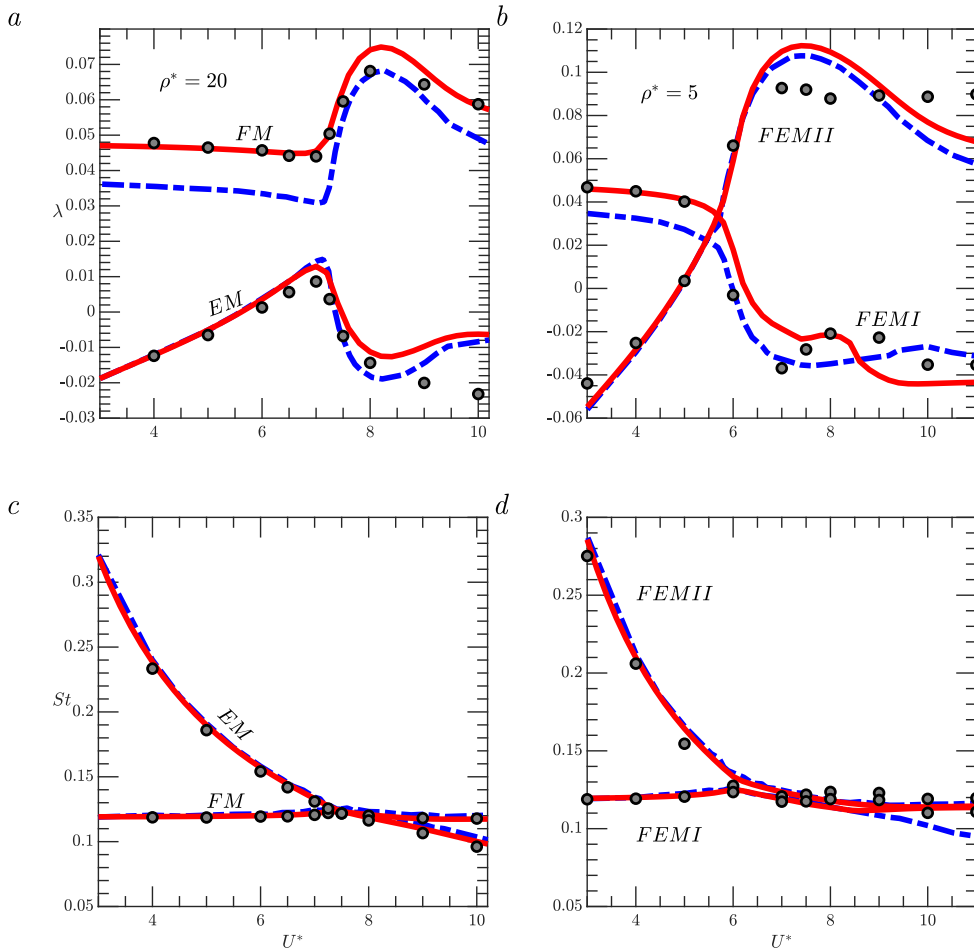 a
b
0.07
0.06
0.05
0.04
0.03
0.02
0.01
0
-0.01
-0.02
-0.03
λ
ρ* = 20
FM
EM
4
6
8
10
0.12
0.1
0.08
0.06
0.04
0.02
0
-0.02
-0.04
-0.06
ρ* = 5
FEMII
FEMI
4
6
8
10
c
d
0.35
0.3
0.25
0.2
0.15
0.1
0.05
St
EM
FM
4
6
8
10
U*
0.3
0.25
0.2
0.15
0.1
0.05
FEMII
FEMI
4
6
8
10
U*